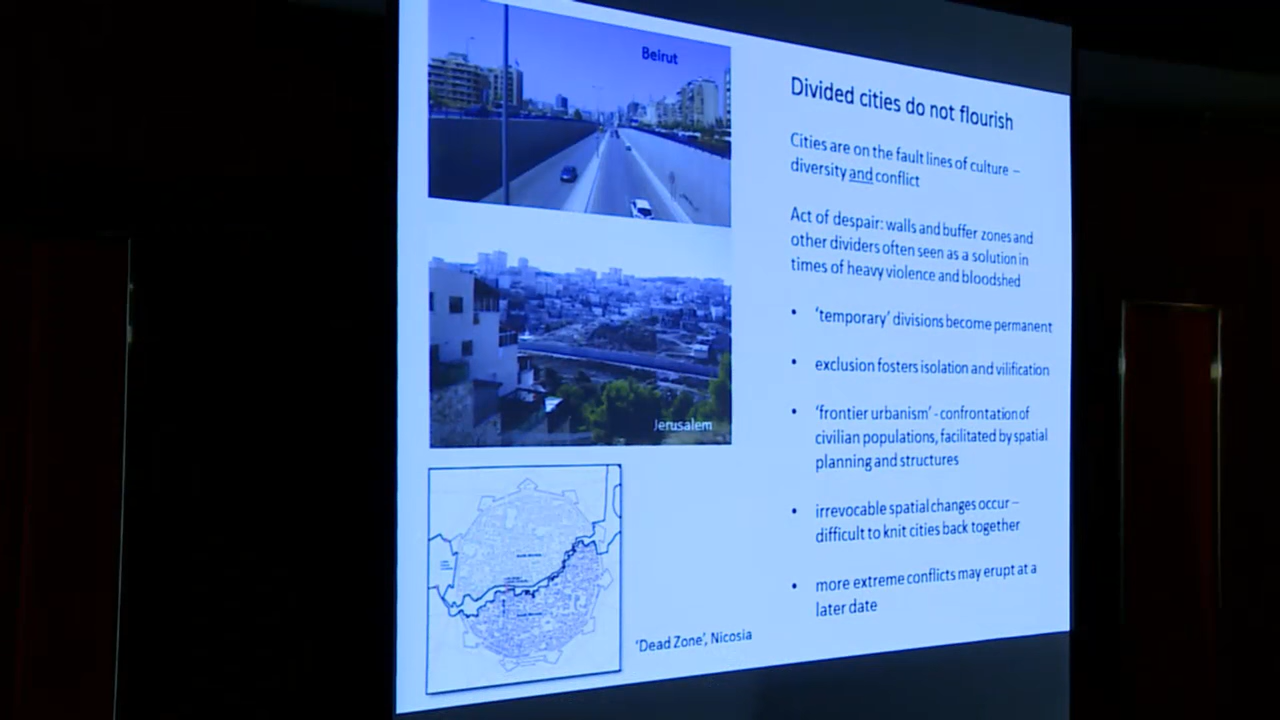 Beirut
Jerusalem
'Dead Zone', Nicosia
Divided cities do not flourish
Cities are on the fault lines of culture –
diversity and conflict
Act of despair: walls and buffer zones and
other dividers often seen as a solution in
times of heavy violence and bloodshed
• 'temporary' divisions become permanent
• exclusion fosters isolation and vilification
• 'frontier urbanism' - confrontation of
civilian populations, facilitated by spatial
planning and structures
• irrevocable spatial changes occur –
difficult to knit cities back together
• more extreme conflicts may erupt at a
later date